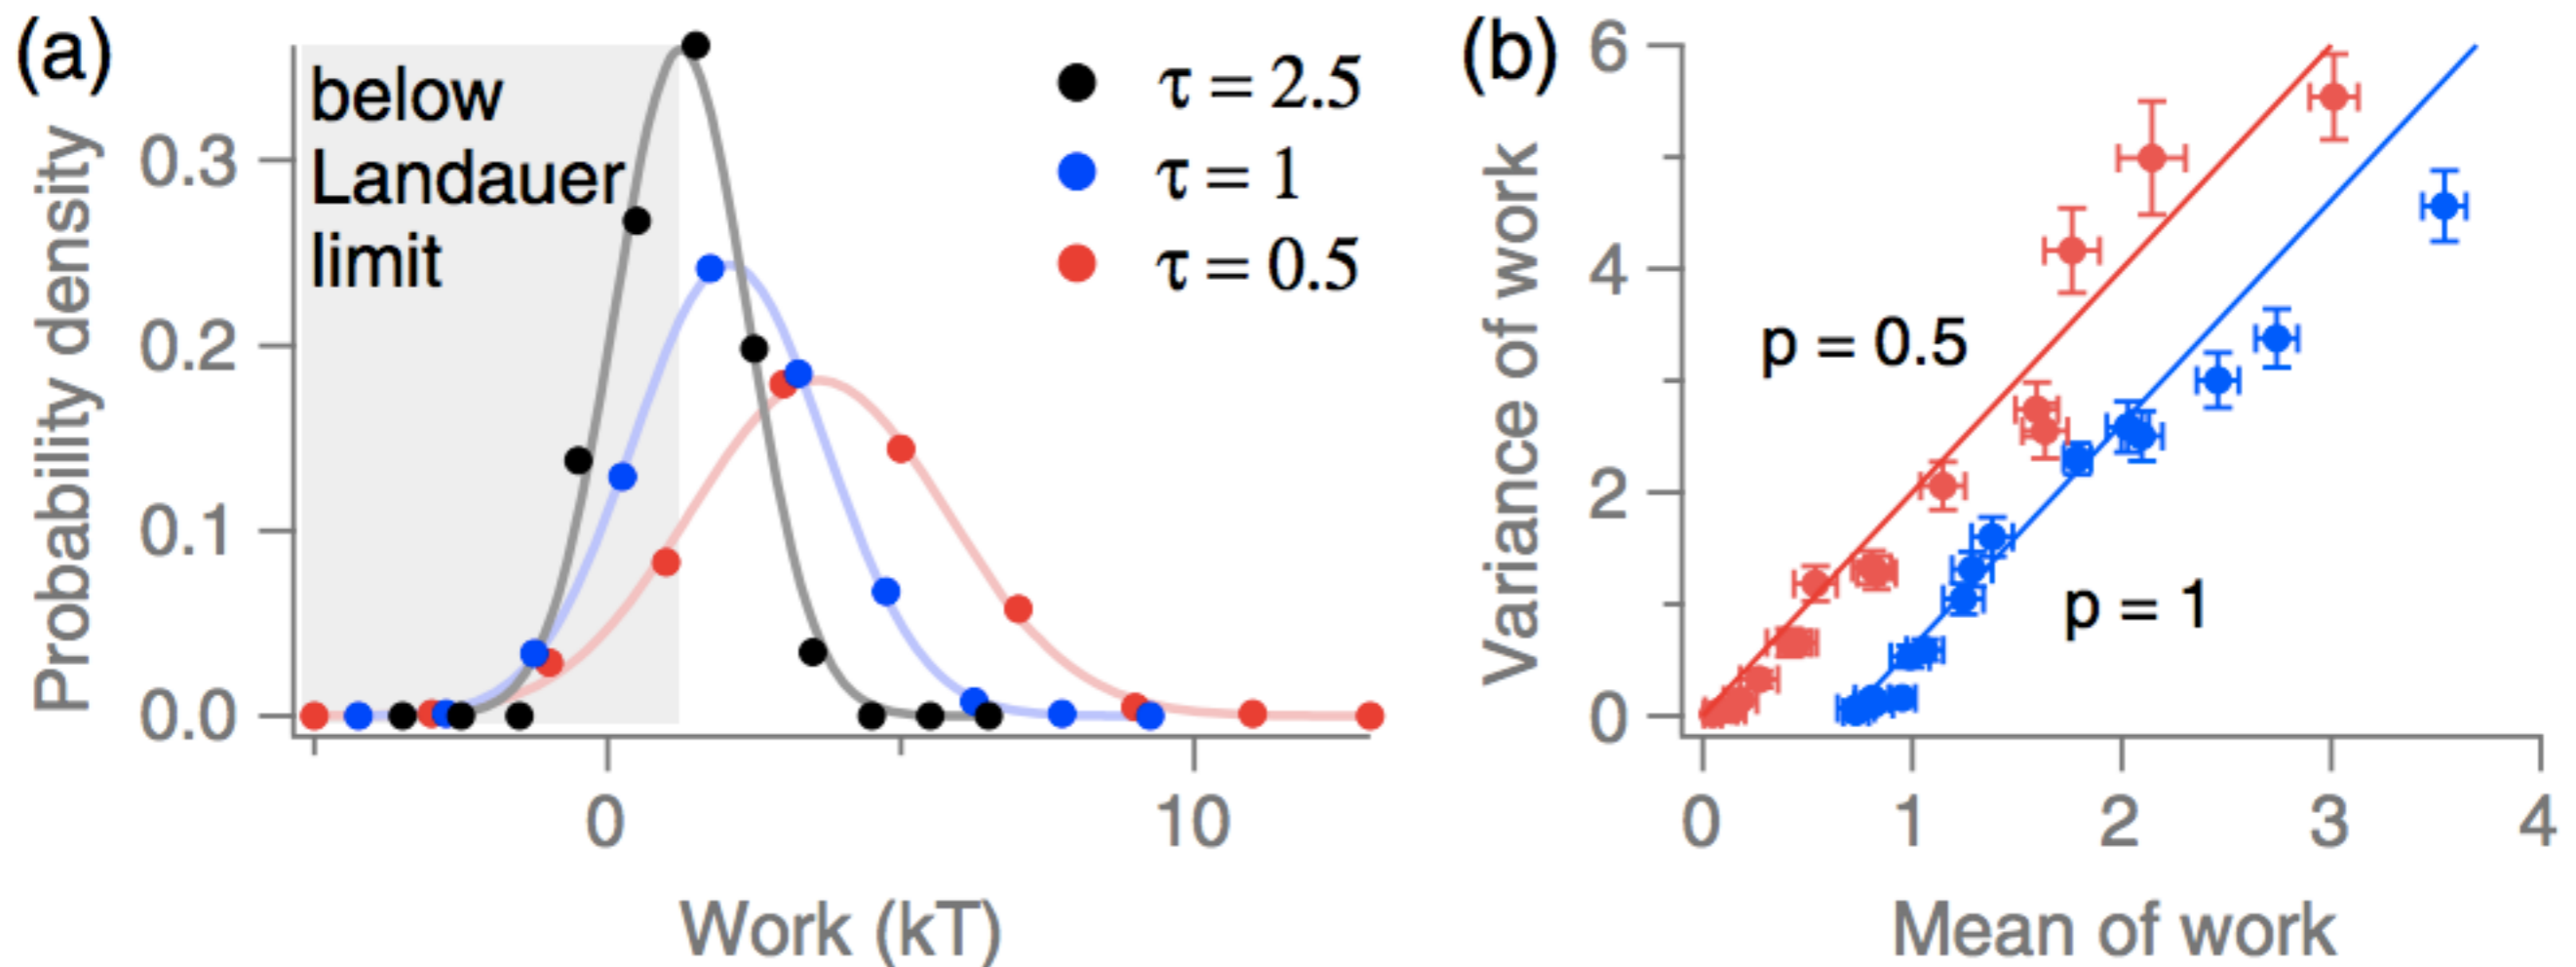 (a)
below
Landauer
limit
τ = 2.5
τ = 1
τ = 0.5
Probability density
0.3
0.2
0.1
0.0
0
10
Work (kT)
(b)
6
4
2
0
Variance of work
p = 0.5
p = 1
0
1
2
3
4
Mean of work